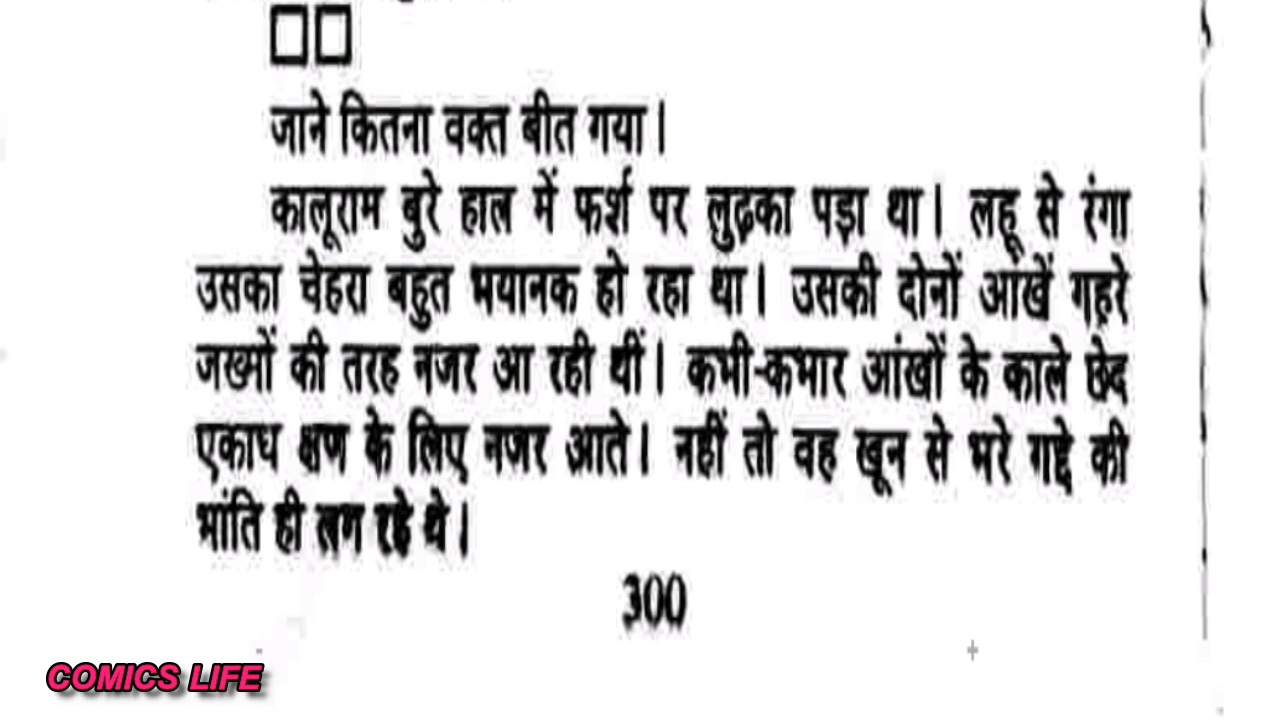 जाने कितना वक्त बीत गया।
कालूराम बुरे हाल में फर्श पर लुढ़का पड़ा था। लहू से रंगा
उसका चेहरा बहुत भयानक हो रहा था। उसकी दोनों आंखें गहरे
जख्मों की तरह नजर आ रही थीं। कभी-कभार आंखों के काले छेद
एकाध क्षण के लिए नजर आते। नहीं तो वह खून से भरे गद्दे की
भांति ही लग रहे थे।
300
COMICS LIFE